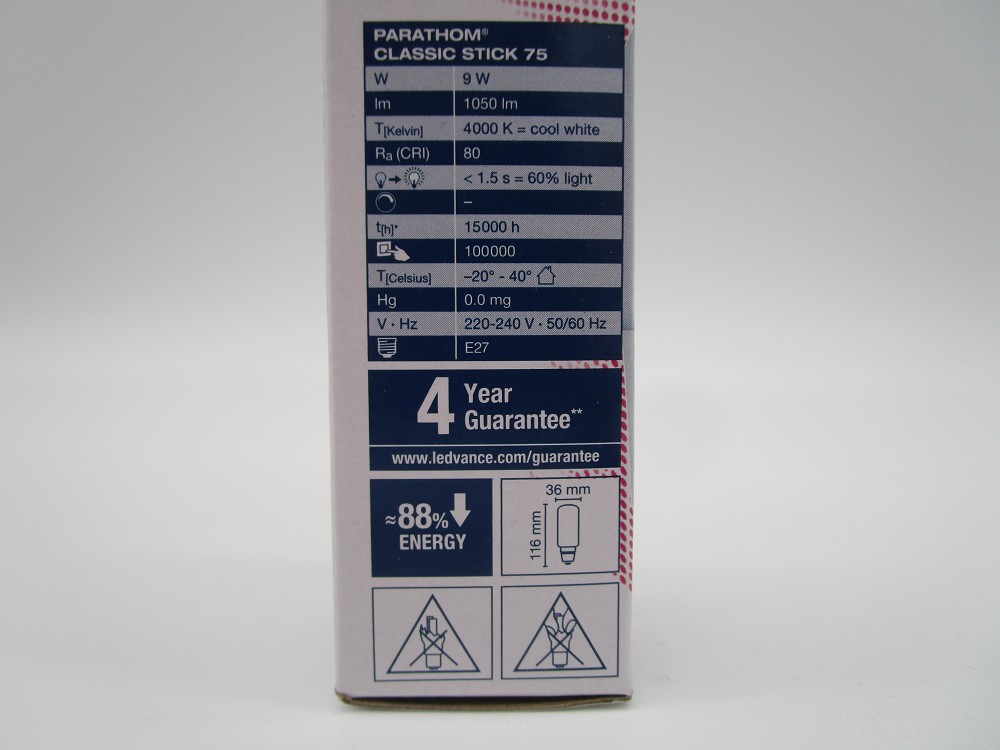 PARATHOM®
CLASSIC STICK 75
W 9 W
lm 1050 lm
T[Kelvin] 4000 K = cool white
Ra (CRI) 80
< 1.5 s = 60% light
–
t[h]* 15000 h
100000
T[Celsius] –20° - 40°
Hg 0.0 mg
V · Hz 220-240 V · 50/60 Hz
E27
4 Year
Guarantee**
www.ledvance.com/guarantee
≈88%
ENERGY
36 mm
116 mm